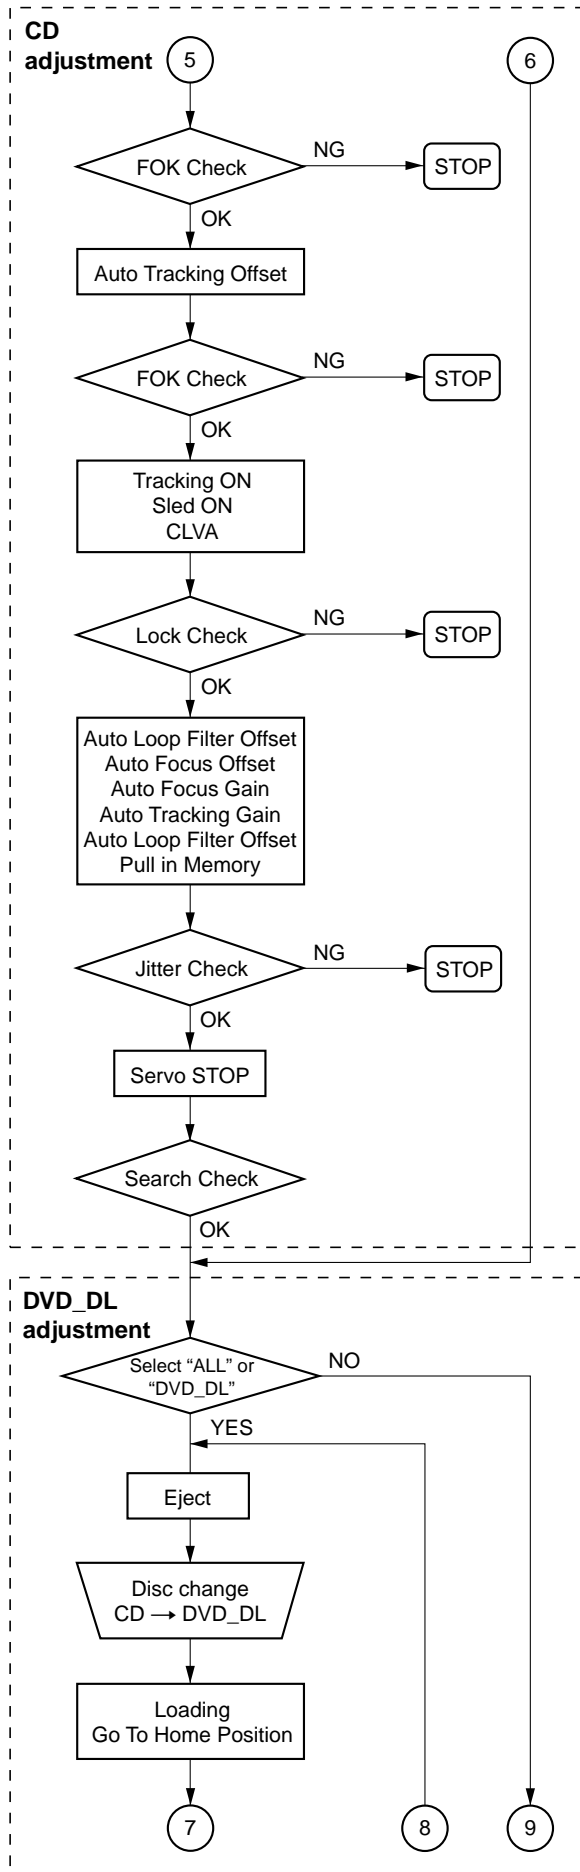 CD
adjustment
5
6
FOK Check
NG
STOP
OK
Auto Tracking Offset
FOK Check
NG
STOP
OK
Tracking ON
Sled ON
CLVA
Lock Check
NG
STOP
OK
Auto Loop Filter Offset
Auto Focus Offset
Auto Focus Gain
Auto Tracking Gain
Auto Loop Filter Offset
Pull in Memory
Jitter Check
NG
STOP
OK
Servo STOP
Search Check
OK
DVD_DL
adjustment
Select “ALL” or
“DVD_DL”
NO
YES
Eject
Disc change
CD → DVD_DL
Loading
Go To Home Position
7
8
9